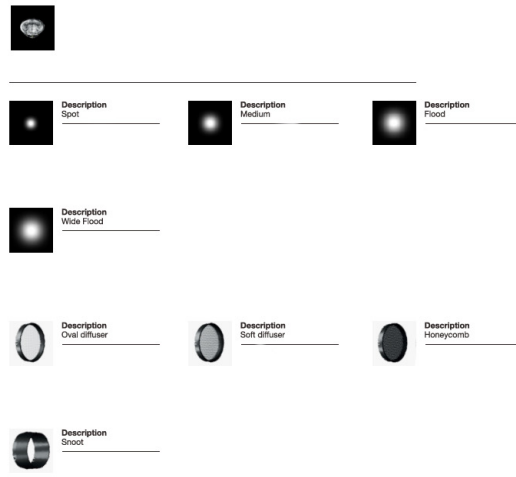 Description
Spot
Description
Medium
Description
Flood
Description
Wide Flood
Description
Oval diffuser
Description
Soft diffuser
Description
Honeycomb
Description
Snoot